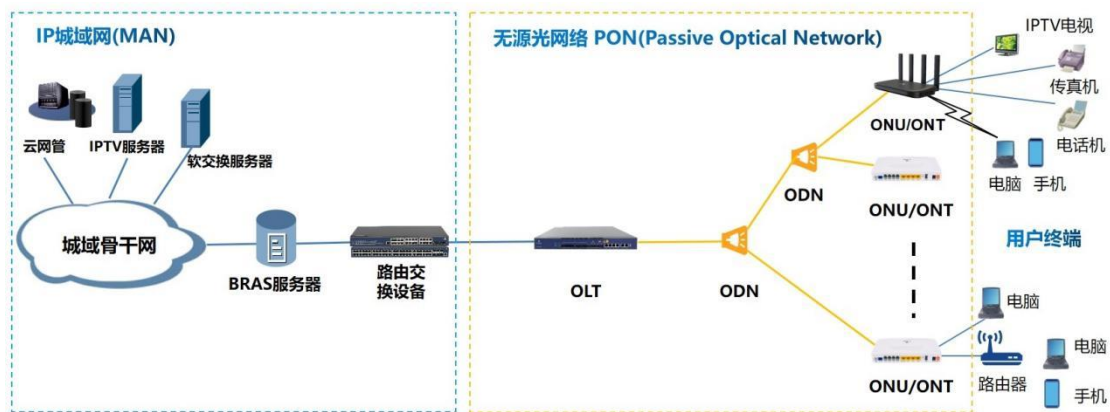 IP城域网(MAN)
云网管
IPTV服务器
软交换服务器
城域骨干网
BRAS服务器
路由交
换设备
无源光网络 PON(Passive Optical Network)
OLT
ODN
ODN
ONU/ONT
ONU/ONT
ONU/ONT
IPTV电视
传真机
电话机
电脑
手机
用户终端
电脑
路由器
电脑
手机